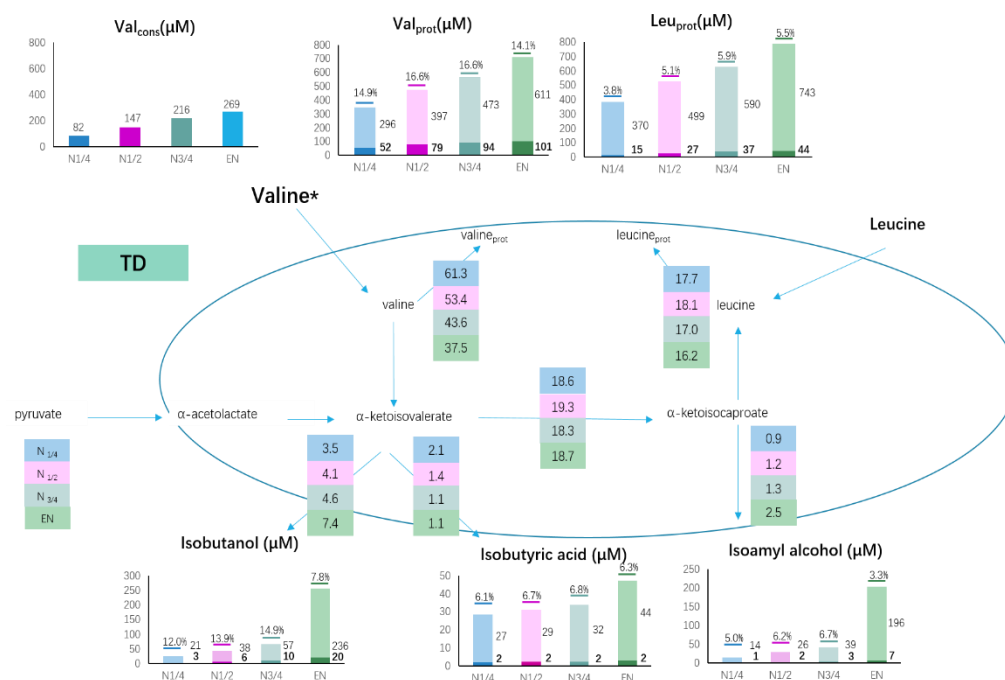 Val_cons(μM)
800
600
400
200
0
82
147
216
269
N1/4
N1/2
N3/4
EN
Val_prot(μM)
800
700
600
500
400
300
200
100
0
14.9%
16.6%
16.6%
14.1%
296
397
473
611
52
79
94
101
N1/4
N1/2
N3/4
EN
Leu_prot(μM)
800
700
600
500
400
300
200
100
0
3.8%
5.1%
5.9%
5.5%
370
499
590
743
15
27
37
44
N1/4
N1/2
N3/4
EN
Valine*
Leucine
TD
valine_prot
leucine_prot
61.3
53.4
43.6
37.5
17.7
18.1
17.0
16.2
valine
leucine
pyruvate
α-acetolactate
α-ketoisovalerate
18.6
19.3
18.3
18.7
α-ketoisocaproate
N 1/4
N 1/2
N 3/4
EN
3.5
4.1
4.6
7.4
2.1
1.4
1.1
1.1
0.9
1.2
1.3
2.5
Isobutanol (μM)
300
250
200
150
100
50
0
12.0%
13.9%
14.9%
7.8%
21
38
57
236
3
6
10
20
N1/4
N1/2
N3/4
EN
Isobutyric acid (μM)
50
40
30
20
10
0
6.1%
6.7%
6.8%
6.3%
27
29
32
44
2
2
2
2
N1/4
N1/2
N3/4
EN
Isoamyl alcohol (μM)
250
200
150
100
50
0
5.0%
6.2%
6.7%
3.3%
14
26
39
196
1
2
3
7
N1/4
N1/2
N3/4
EN